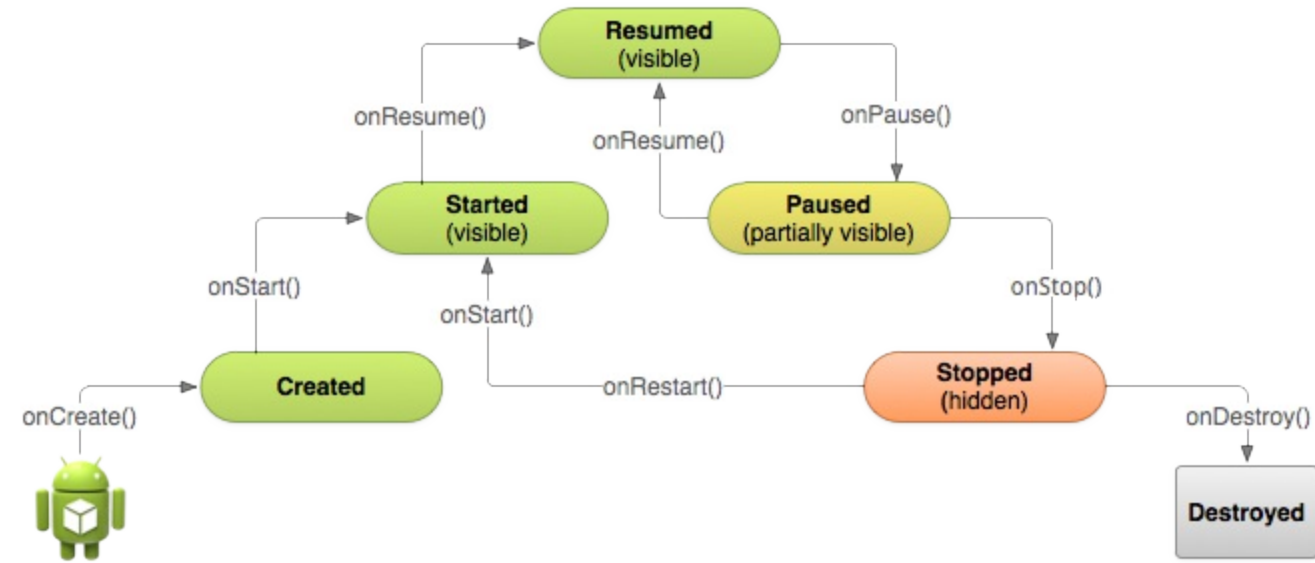 Resumed
(visible)
onResume()
onPause()
onResume()
Started
(visible)
Paused
(partially visible)
onStart()
onStop()
onStart()
Created
onRestart()
Stopped
(hidden)
onCreate()
onDestroy()
Destroyed